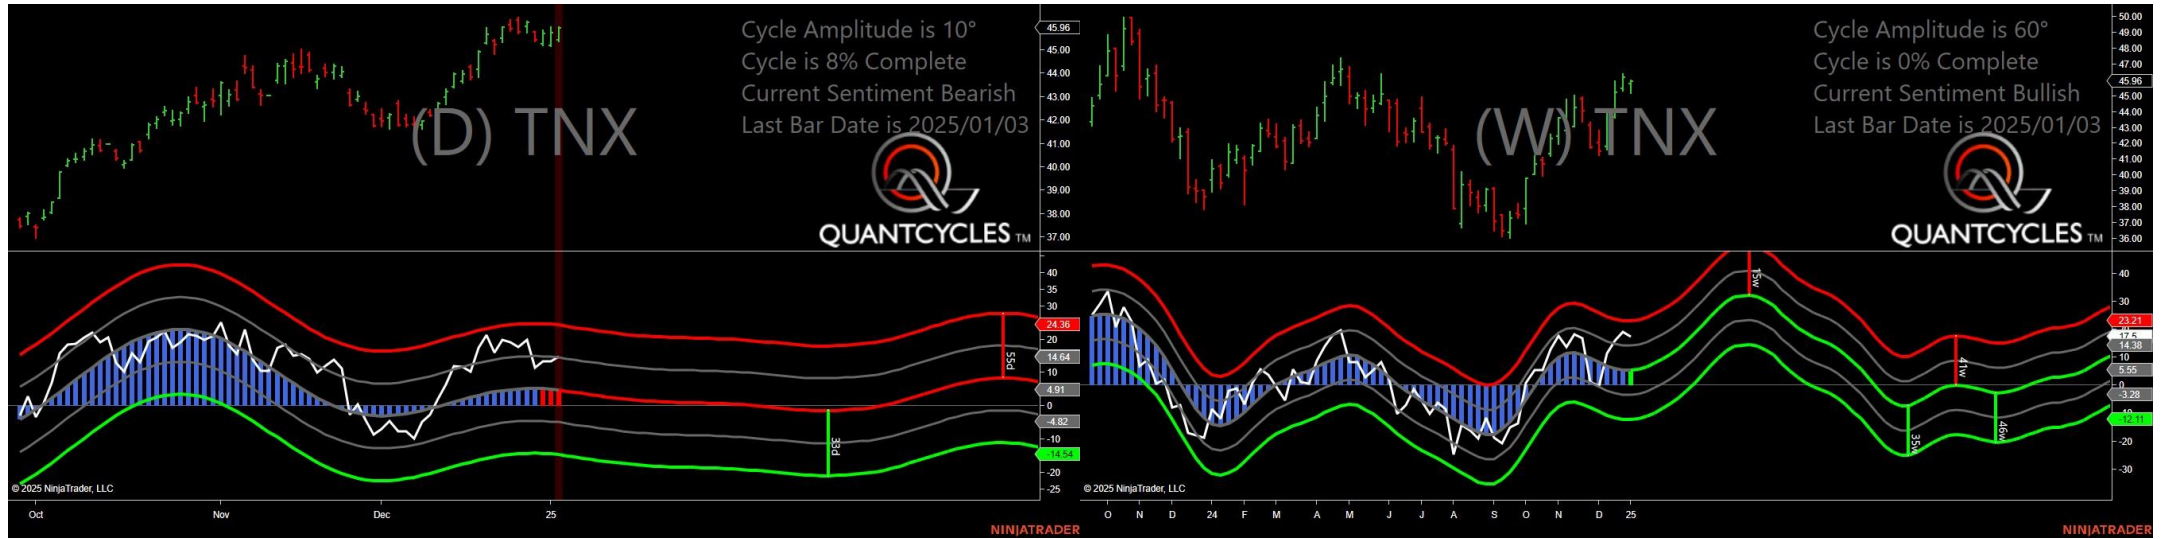 Cycle Amplitude is 10°
Cycle is 8% Complete
Current Sentiment Bearish
Last Bar Date is 2025/01/03
(D) TNX
QUANTCYCLES TM
45.96
45.00
44.00
43.00
42.00
41.00
40.00
39.00
38.00
37.00
40
35
30
24.36
20
14.64
10
4.91
0
-4.82
-10
-14.54
-20
-25
55d
33d
© 2025 NinjaTrader, LLC
Oct Nov Dec 25
NINJATRADER
Cycle Amplitude is 60°
Cycle is 0% Complete
Current Sentiment Bullish
Last Bar Date is 2025/01/03
(W) TNX
QUANTCYCLES TM
50.00
49.00
48.00
47.00
45.96
45.00
44.00
43.00
42.00
41.00
40.00
39.00
38.00
37.00
36.00
40
30
23.21
17.5
14.38
10
5.55
0
-3.28
-12.11
-20
-30
15w
41w
35w
46w
© 2025 NinjaTrader, LLC
O N D 24 F M A M J J A S O N D 25
NINJATRADER